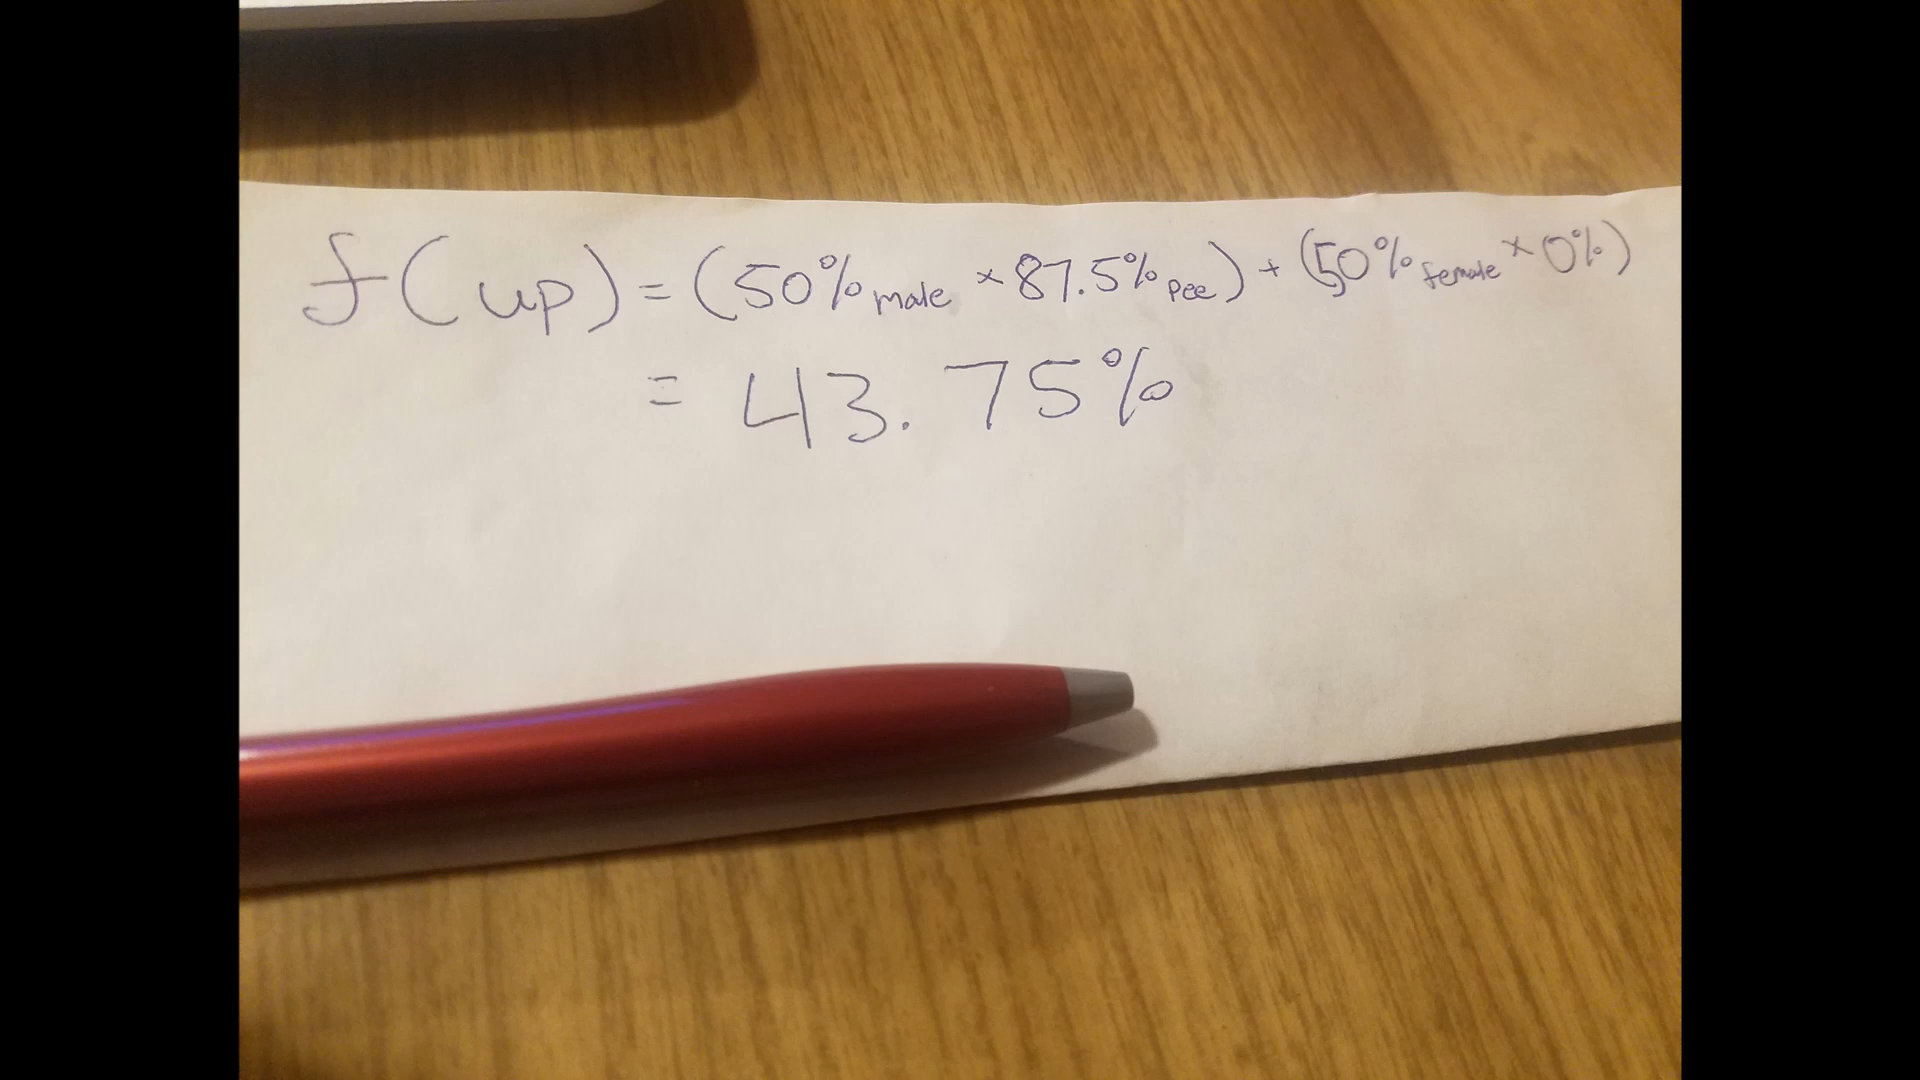 f(up) = (50% male × 87.5% pee) + (50% female × 0%)
= 43.75%